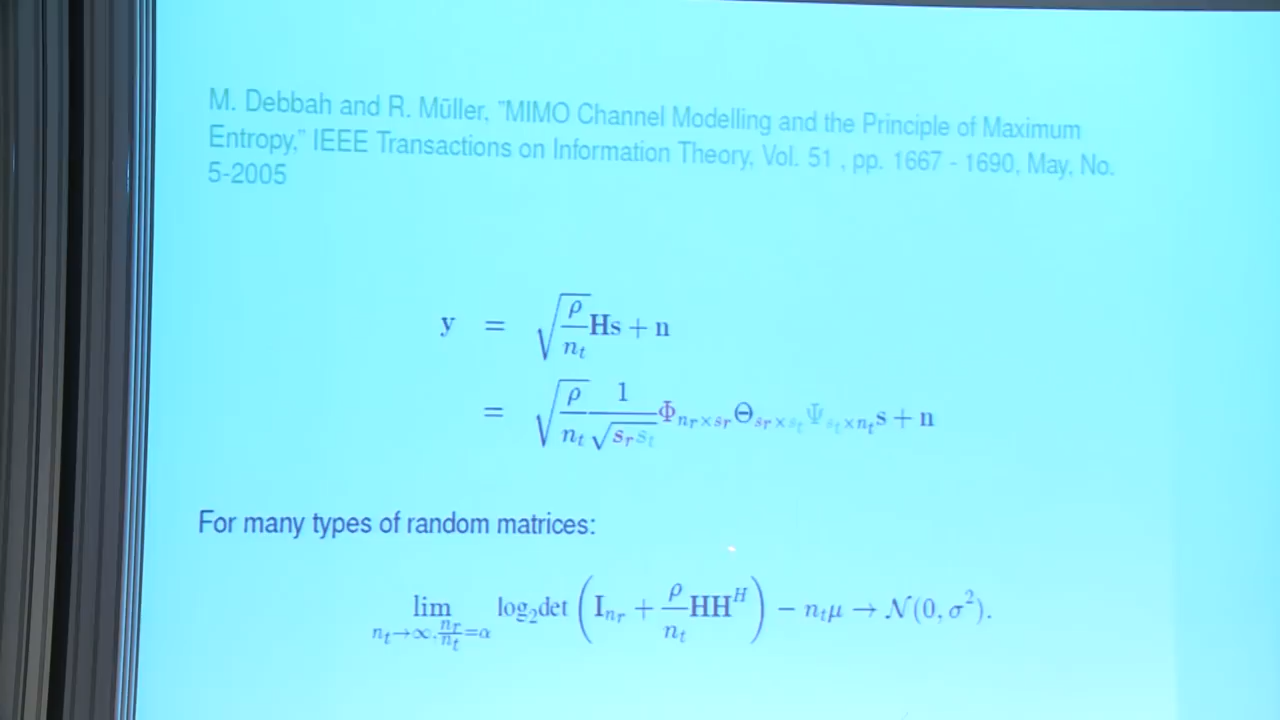 M. Debbah and R. Müller, "MIMO Channel Modelling and the Principle of Maximum
Entropy," IEEE Transactions on Information Theory, Vol. 51 , pp. 1667 - 1690, May, No.
5-2005
y = √(ρ/n_t) Hs + n
= √(ρ/n_t) 1/√(s_r s_t) Φ_{n_r×s_r} Θ_{s_r×s_t} Ψ_{s_t×n_t} s + n
For many types of random matrices:
lim_{n_t→∞, n_r/n_t=α} log₂det (I_{n_r} + ρ/n_t HH^H) − n_t μ → N(0, σ²).